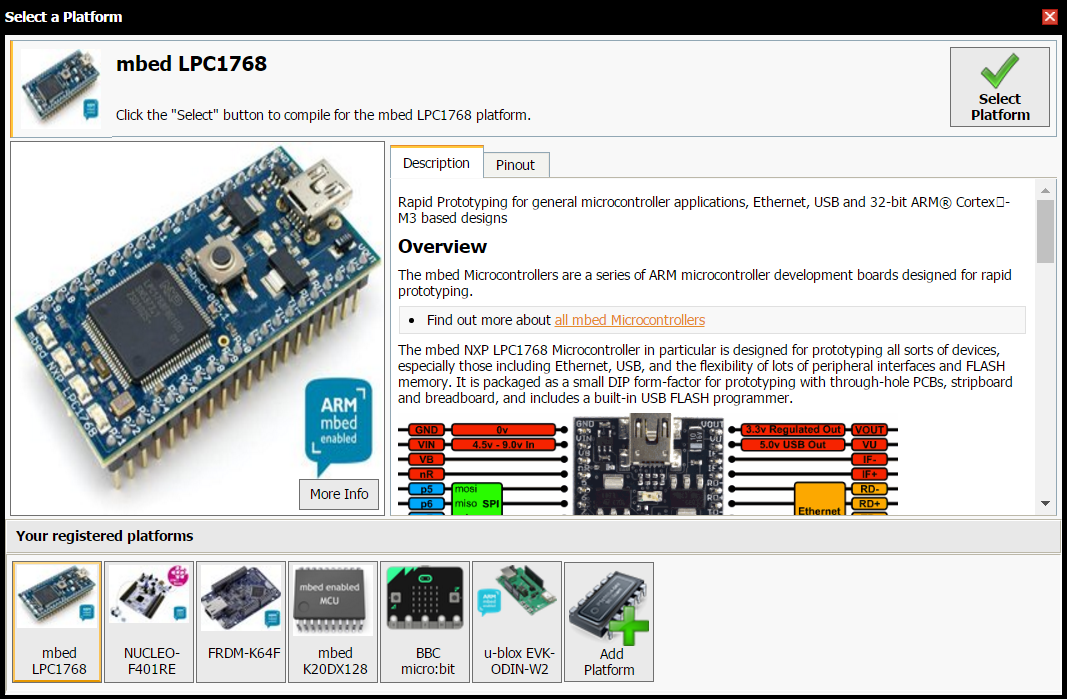 Select a Platform
mbed LPC1768
Click the "Select" button to compile for the mbed LPC1768 platform.
Select
Platform
ARM
mbed
enabled
More Info
Description
Pinout
Rapid Prototyping for general microcontroller applications, Ethernet, USB and 32-bit ARM® Cortex□-
M3 based designs
Overview
The mbed Microcontrollers are a series of ARM microcontroller development boards designed for rapid
prototyping.
• Find out more about all mbed Microcontrollers
The mbed NXP LPC1768 Microcontroller in particular is designed for prototyping all sorts of devices,
especially those including Ethernet, USB, and the flexibility of lots of peripheral interfaces and FLASH
memory. It is packaged as a small DIP form-factor for prototyping with through-hole PCBs, stripboard
and breadboard, and includes a built-in USB FLASH programmer.
GND 0v GND VOUT 3.3v Regulated Out VOUT
VIN 4.5v - 9.0v In VIN VU 5.0v USB Out VU
VB IF-
nR IF+
p5 mosi RD-
p6 miso SPI Ethernet RD+
Your registered platforms
mbed
LPC1768
NUCLEO-
F401RE
FRDM-K64F
mbed enabled
MCU
mbed
K20DX128
BBC
micro:bit
ARM
mbed
u-blox EVK-
ODIN-W2
Add
Platform